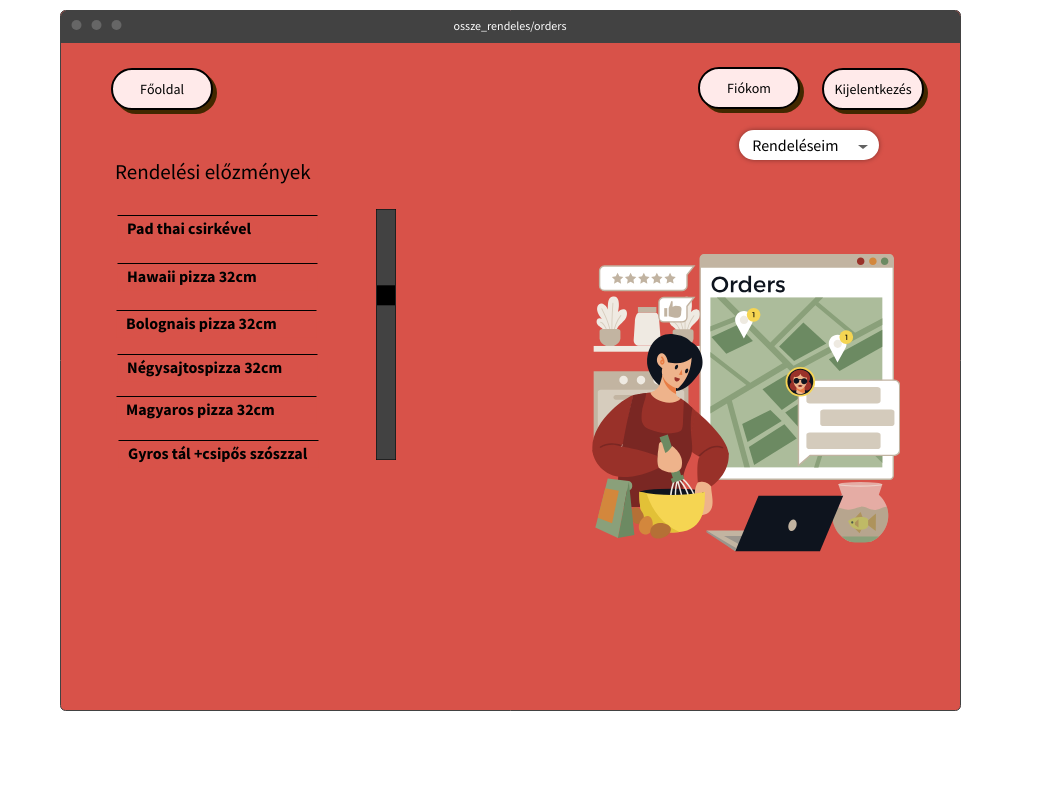 ossze_rendeles/orders
Főoldal
Fiókom
Kijelentkezés
Rendeléseim
Rendelési előzmények
Pad thai csirkével
Hawaii pizza 32cm
Bolognais pizza 32cm
Négysajtospizza 32cm
Magyaros pizza 32cm
Gyros tál +csipős szószzal
Orders
1
1